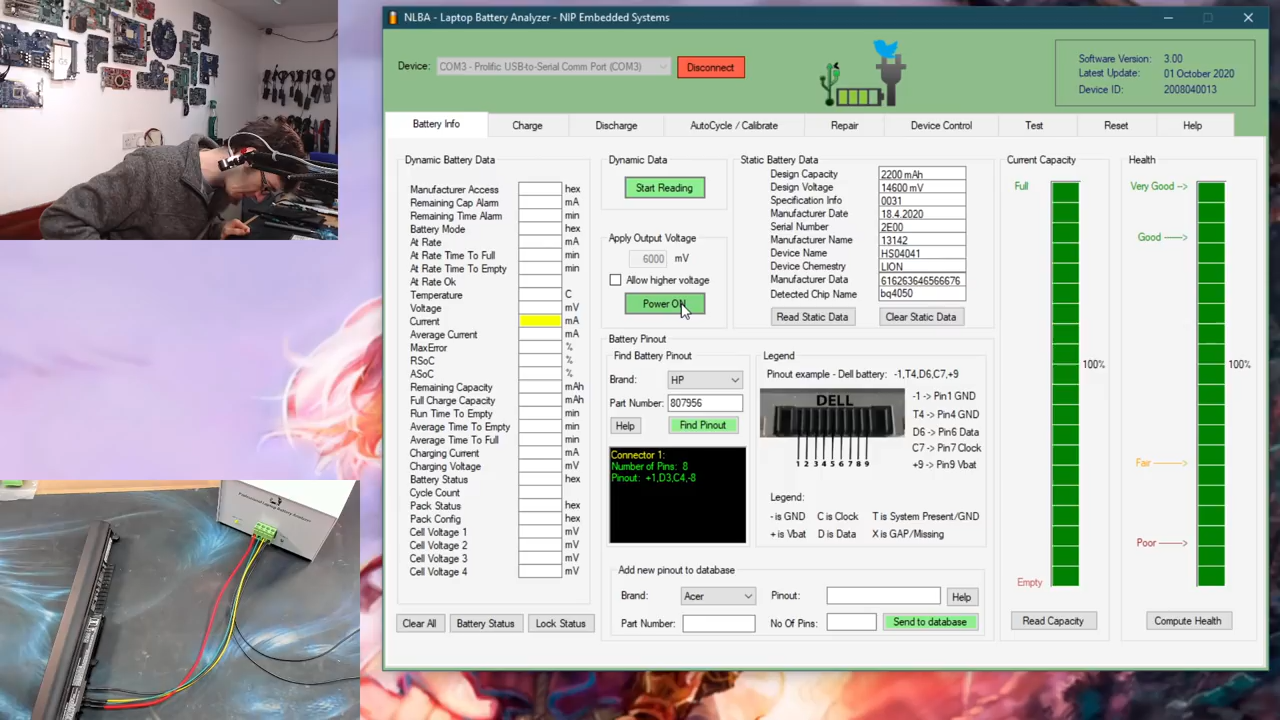 NLBA - Laptop Battery Analyzer - NIP Embedded Systems
Device: COM3 - Prolific USB-to-Serial Comm Port (COM3) Disconnect
Software Version: 3.00
Latest Update: 01 October 2020
Device ID: 2008040013
Battery Info Charge Discharge AutoCycle / Calibrate Repair Device Control Test Reset Help
Dynamic Battery Data
Manufacturer Access hex
Remaining Cap Alarm mA
Remaining Time Alarm min
Battery Mode hex
At Rate mA
At Rate Time To Full min
At Rate Time To Empty min
At Rate Ok
Temperature C
Voltage mV
Current mA
Average Current mA
MaxError %
RSoC %
ASoC %
Remaining Capacity mAh
Full Charge Capacity mAh
Run Time To Empty min
Average Time To Empty min
Average Time To Full min
Charging Current mA
Charging Voltage mV
Battery Status hex
Cycle Count
Pack Status hex
Pack Config hex
Cell Voltage 1 mV
Cell Voltage 2 mV
Cell Voltage 3 mV
Cell Voltage 4 mV
Clear All Battery Status Lock Status
Dynamic Data
Start Reading
Apply Output Voltage
6000 mV
Allow higher voltage
Power ON
Static Battery Data
Design Capacity 2200 mAh
Design Voltage 14600 mV
Specification Info 0031
Manufacturer Date 18.4.2020
Serial Number 2E00
Manufacturer Name 13142
Device Name HS04041
Device Chemestry LION
Manufacturer Data 616263646566676
Detected Chip Name bq4050
Read Static Data Clear Static Data
Battery Pinout
Find Battery Pinout
Brand: HP
Part Number: 807956
Help Find Pinout
Connector 1:
Number of Pins: 8
Pinout: +1,D3,C4,-8
Legend
Pinout example - Dell battery: -1,T4,D6,C7,+9
DELL
1 2 3 4 5 6 7 8 9
-1 -> Pin1 GND
T4 -> Pin4 GND
D6 -> Pin6 Data
C7 -> Pin7 Clock
+9 -> Pin9 Vbat
Legend:
- is GND C is Clock T is System Present/GND
+ is Vbat D is Data X is GAP/Missing
Add new pinout to database
Brand: Acer Pinout: Help
Part Number: No Of Pins: Send to database
Current Capacity
Full
100%
Empty
Read Capacity
Health
Very Good -->
Good --->
100%
Fair --->
Poor --->
Compute Health
Professional Laptop Battery Analyzer